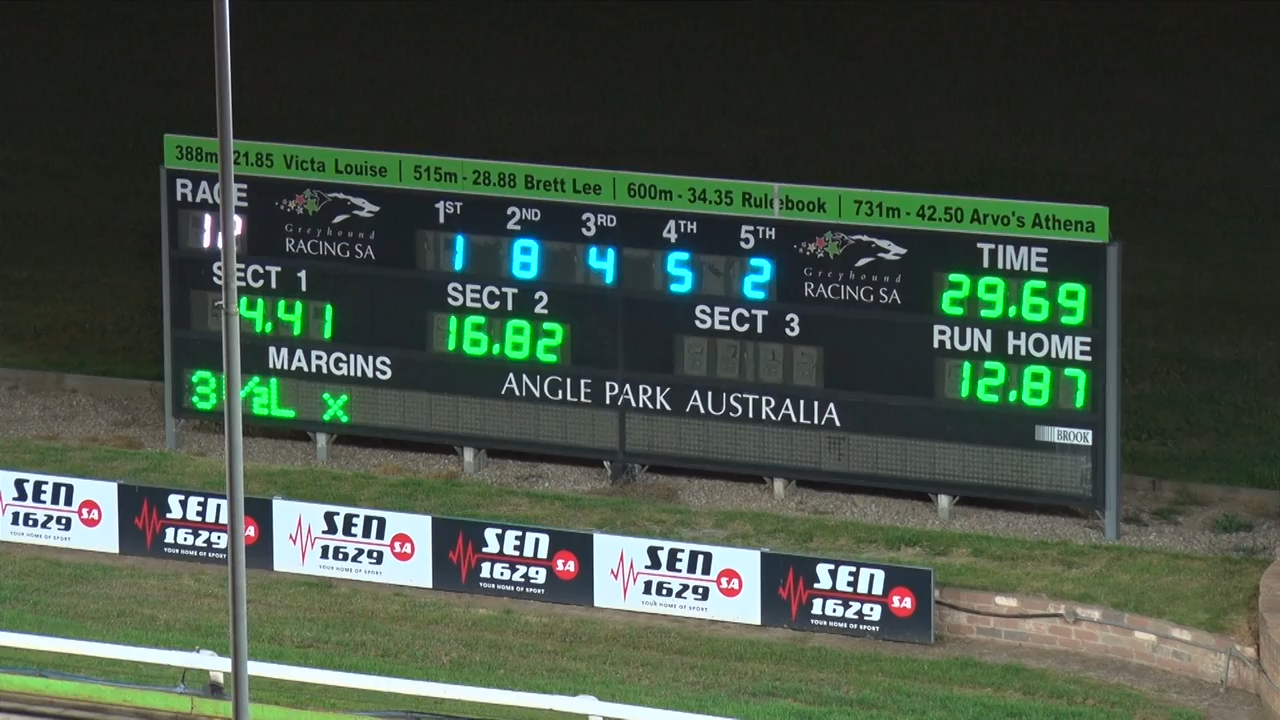 388m 21.85 Victa Louise | 515m - 28.88 Brett Lee | 600m - 34.35 Rulebook | 731m - 42.50 Arvo's Athena
RACE
Greyhound
RACING SA
1ST 2ND 3RD 4TH 5TH
1 8 4 5 2
Greyhound
RACING SA
TIME
29.69
SECT 1
4.41
SECT 2
16.82
SECT 3
RUN HOME
12.87
MARGINS
3 ½L x
ANGLE PARK AUSTRALIA
BROOK
SEN
1629 SA
SEN
1629
YOUR HOME OF SPORT
SEN
1629 SA
YOUR HOME OF SPORT
SEN
1629 SA
YOUR HOME OF SPORT
SEN
1629 SA
YOUR HOME OF SPORT
SEN
1629 SA
YOUR HOME OF SPORT